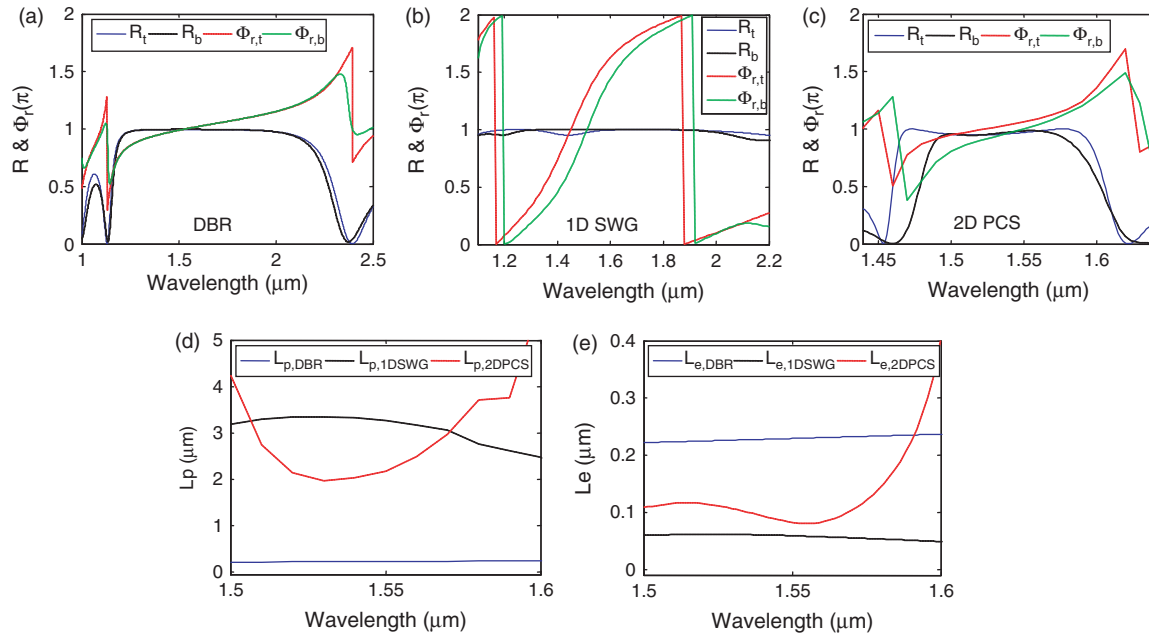 (a)
R_t R_b Φ_r,t Φ_r,b
R & Φ_r(π)
2
1.5
1
0.5
0
DBR
1 1.5 2 2.5
Wavelength (μm)
(b)
R_t
R_b
Φ_r,t
Φ_r,b
R & Φ_r(π)
2
1.5
1
0.5
0
1D SWG
1.2 1.4 1.6 1.8 2 2.2
Wavelength (μm)
(c)
R_t R_b Φ_r,t Φ_r,b
R & Φ_r(π)
2
1.5
1
0.5
0
2D PCS
1.45 1.5 1.55 1.6
Wavelength (μm)
(d)
L_p,DBR L_p,1DSWG L_p,2DPCS
Lp (μm)
5
4
3
2
1
0
1.5 1.55 1.6
Wavelength (μm)
(e)
L_e,DBR L_e,1DSWG L_e,2DPCS
Le (μm)
0.4
0.3
0.2
0.1
0
1.5 1.55 1.6
Wavelength (μm)